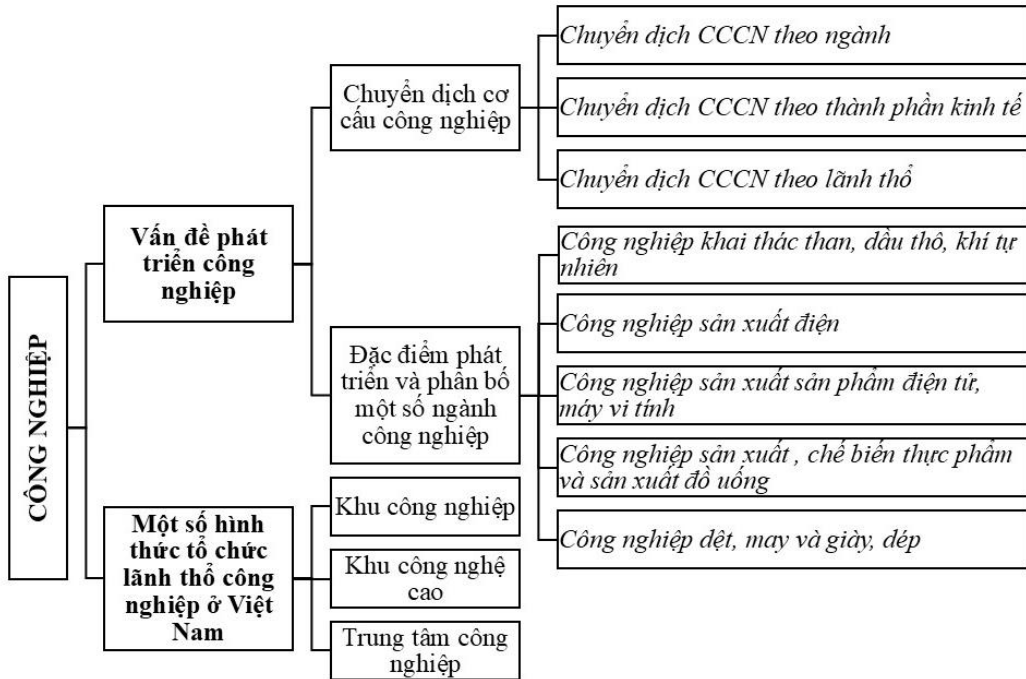 CÔNG NGHIỆP
Vấn đề phát
triển công
nghiệp
Chuyển dịch cơ
cấu công nghiệp
Chuyển dịch CCCN theo ngành
Chuyển dịch CCCN theo thành phần kinh tế
Chuyển dịch CCCN theo lãnh thổ
Đặc điểm phát
triển và phân bố
một số ngành
công nghiệp
Công nghiệp khai thác than, dầu thô, khí tự
nhiên
Công nghiệp sản xuất điện
Công nghiệp sản xuất sản phẩm điện tử,
máy vi tính
Công nghiệp sản xuất , chế biến thực phẩm
và sản xuất đồ uống
Công nghiệp dệt, may và giày, dép
Một số hình
thức tổ chức
lãnh thổ công
nghiệp ở Việt
Nam
Khu công nghiệp
Khu công nghệ
cao
Trung tâm công
nghiệp